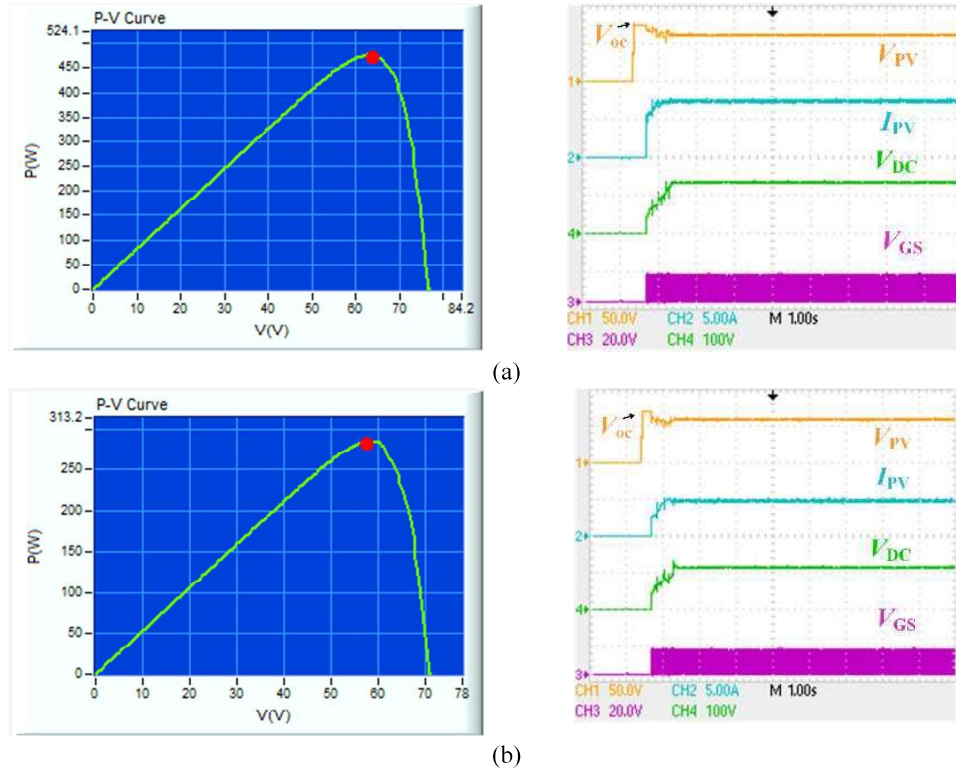 P-V Curve
524.1
450
400
350
300
250
200
150
100
50
0
P(W)
0 10 20 30 40 50 60 70 84.2
V(V)
Voc
VPV
IPV
VDC
VGS
1
2
4
3
CH1 50.0V CH2 5.00A M 1.00s
CH3 20.0V CH4 100V
(a)
P-V Curve
313.2
250
200
150
100
50
0
P(W)
0 10 20 30 40 50 60 70 78
V(V)
Voc
VPV
IPV
VDC
VGS
1
2
4
3
CH1 50.0V CH2 5.00A M 1.00s
CH3 20.0V CH4 100V
(b)